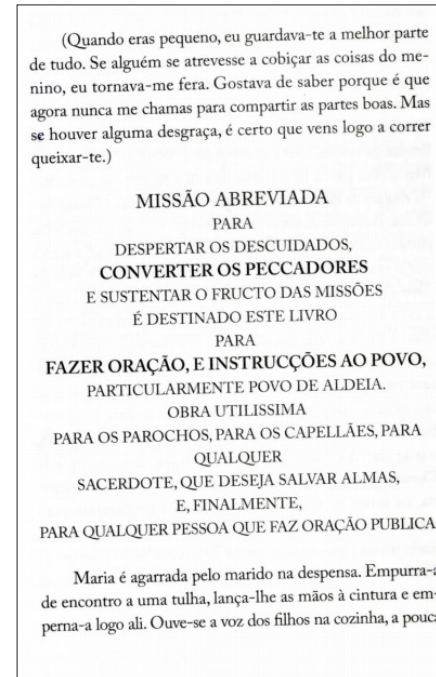 (Quando eras pequeno, eu guardava-te a melhor parte
de tudo. Se alguém se atrevesse a cobiçar as coisas do me-
nino, eu tornava-me fera. Gostava de saber porque é que
agora nunca me chamas para compartir as partes boas. Mas
se houver alguma desgraça, é certo que vens logo a correr
queixar-te.)
MISSÃO ABREVIADA
PARA
DESPERTAR OS DESCUIDADOS,
CONVERTER OS PECCADORES
E SUSTENTAR O FRUCTO DAS MISSÕES
É DESTINADO ESTE LIVRO
PARA
FAZER ORAÇÃO, E INSTRUCÇÕES AO POVO,
PARTICULARMENTE POVO DE ALDEIA.
OBRA UTILISSIMA
PARA OS PAROCHOS, PARA OS CAPELLÃES, PARA
QUALQUER
SACERDOTE, QUE DESEJA SALVAR ALMAS,
E, FINALMENTE,
PARA QUALQUER PESSOA QUE FAZ ORAÇÃO PUBLICA
Maria é agarrada pelo marido na despensa. Empurra-a
de encontro a uma tulha, lança-lhe as mãos à cintura e em-
perna-a logo ali. Ouve-se a voz dos filhos na cozinha, a pouca